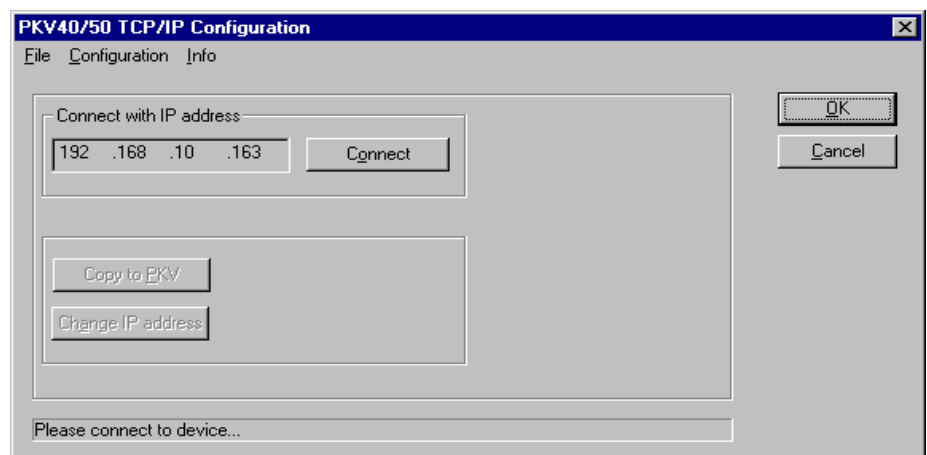 PKV40/50 TCP/IP Configuration
File Configuration Info
Connect with IP address
192 .168 .10 .163
Connect
OK
Cancel
Copy to PKV
Change IP address
Please connect to device...